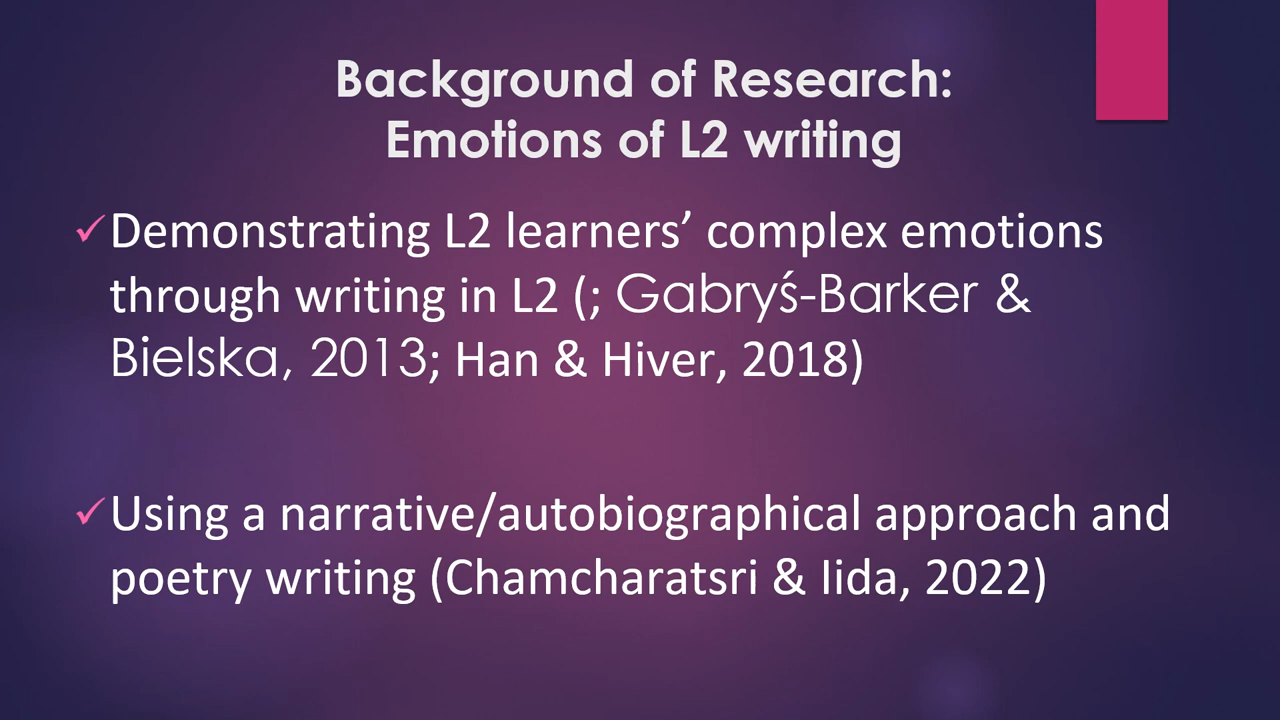 Background of Research:
Emotions of L2 writing
✓Demonstrating L2 learners’ complex emotions
through writing in L2 (; Gabryś-Barker &
Bielska, 2013; Han & Hiver, 2018)
✓Using a narrative/autobiographical approach and
poetry writing (Chamcharatsri & Iida, 2022)